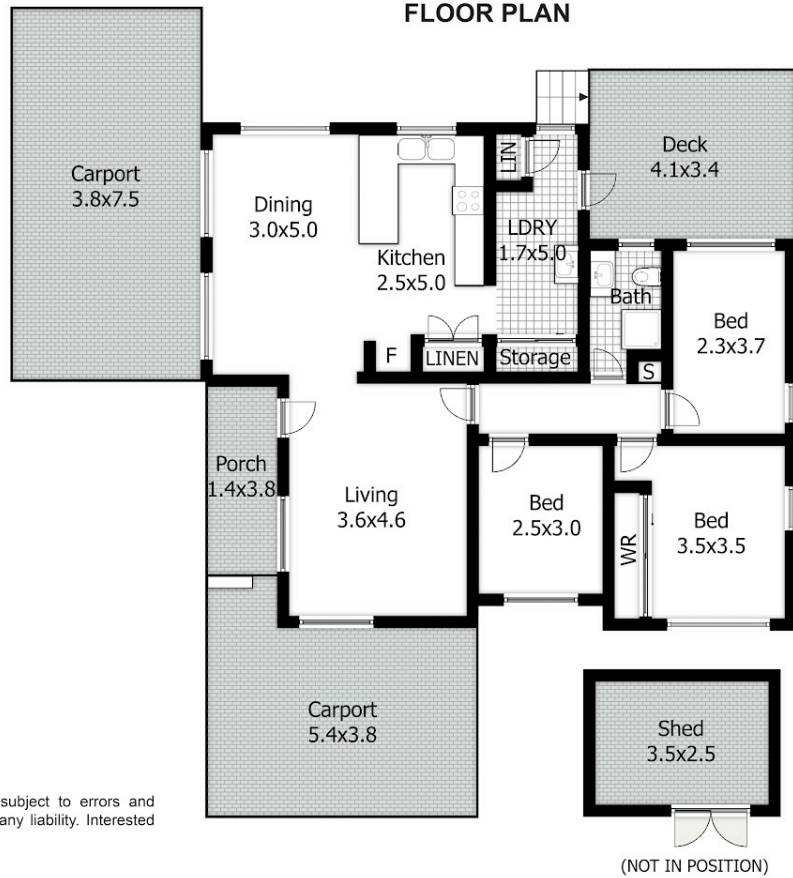 FLOOR PLAN
Carport
3.8x7.5
Deck
4.1x3.4
LIN
Dining
3.0x5.0
LDRY
1.7x5.0
Kitchen
2.5x5.0
Bath
Bed
2.3x3.7
F
LINEN
Storage
S
Porch
1.4x3.8
Living
3.6x4.6
Bed
2.5x3.0
WR
Bed
3.5x3.5
Carport
5.4x3.8
Shed
3.5x2.5
subject to errors and
any liability. Interested
(NOT IN POSITION)